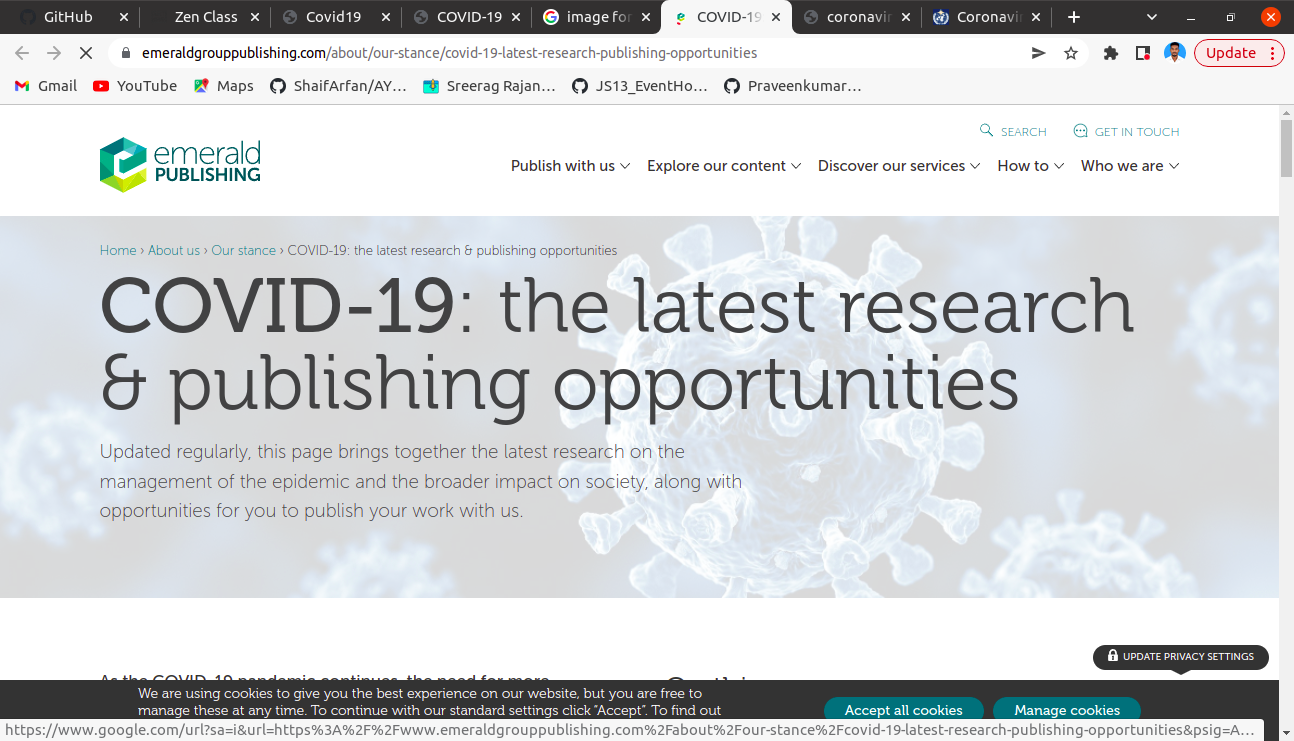 GitHub
Zen Class
Covid19
COVID-19
image for
COVID-19
coronavir
Coronavir
emeraldgrouppublishing.com/about/our-stance/covid-19-latest-research-publishing-opportunities
Update
Gmail
YouTube
Maps
ShaifArfan/AY...
Sreerag Rajan...
JS13_EventHo...
Praveenkumar...
SEARCH
GET IN TOUCH
emerald
PUBLISHING
Publish with us
Explore our content
Discover our services
How to
Who we are
Home › About us › Our stance › COVID-19: the latest research & publishing opportunities
COVID-19: the latest research
& publishing opportunities
Updated regularly, this page brings together the latest research on the
management of the epidemic and the broader impact on society, along with
opportunities for you to publish your work with us.
UPDATE PRIVACY SETTINGS
As the COVID-19 pandemic continues, the need for more
We are using cookies to give you the best experience on our website, but you are free to
manage these at any time. To continue with our standard settings click “Accept”. To find out
Accept all cookies
Manage cookies
https://www.google.com/url?sa=i&url=https%3A%2F%2Fwww.emeraldgrouppublishing.com%2Fabout%2Four-stance%2Fcovid-19-latest-research-publishing-opportunities&psig=A...